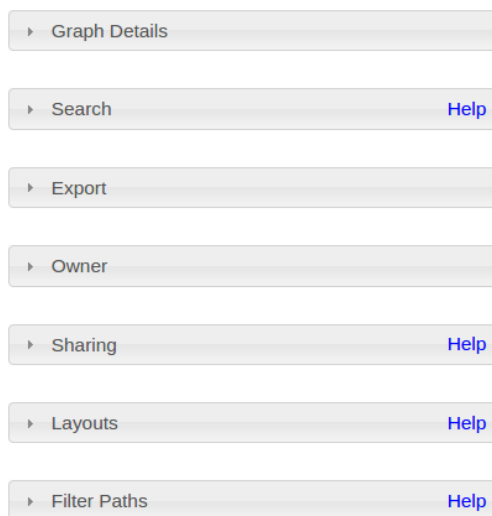 Graph Details
Search Help
Export
Owner
Sharing Help
Layouts Help
Filter Paths Help